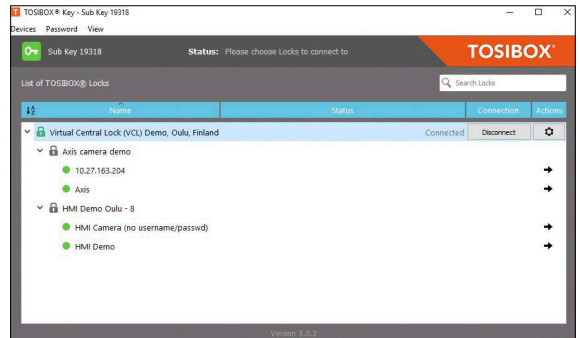 TOSIBOX® Key - Sub Key 19318
Devices Password View
Sub Key 19318 Status: Please choose Locks to connect to TOSIBOX®
List of TOSIBOX® Locks Search Locks
Name Status Connection Actions
Virtual Central Lock (VCL) Demo, Oulu, Finland Connected Disconnect
Axis camera demo
10.27.163.204
Axis
HMI Demo Oulu - 8
HMI Camera (no username/passwd)
HMI Demo
Version 3.0.2